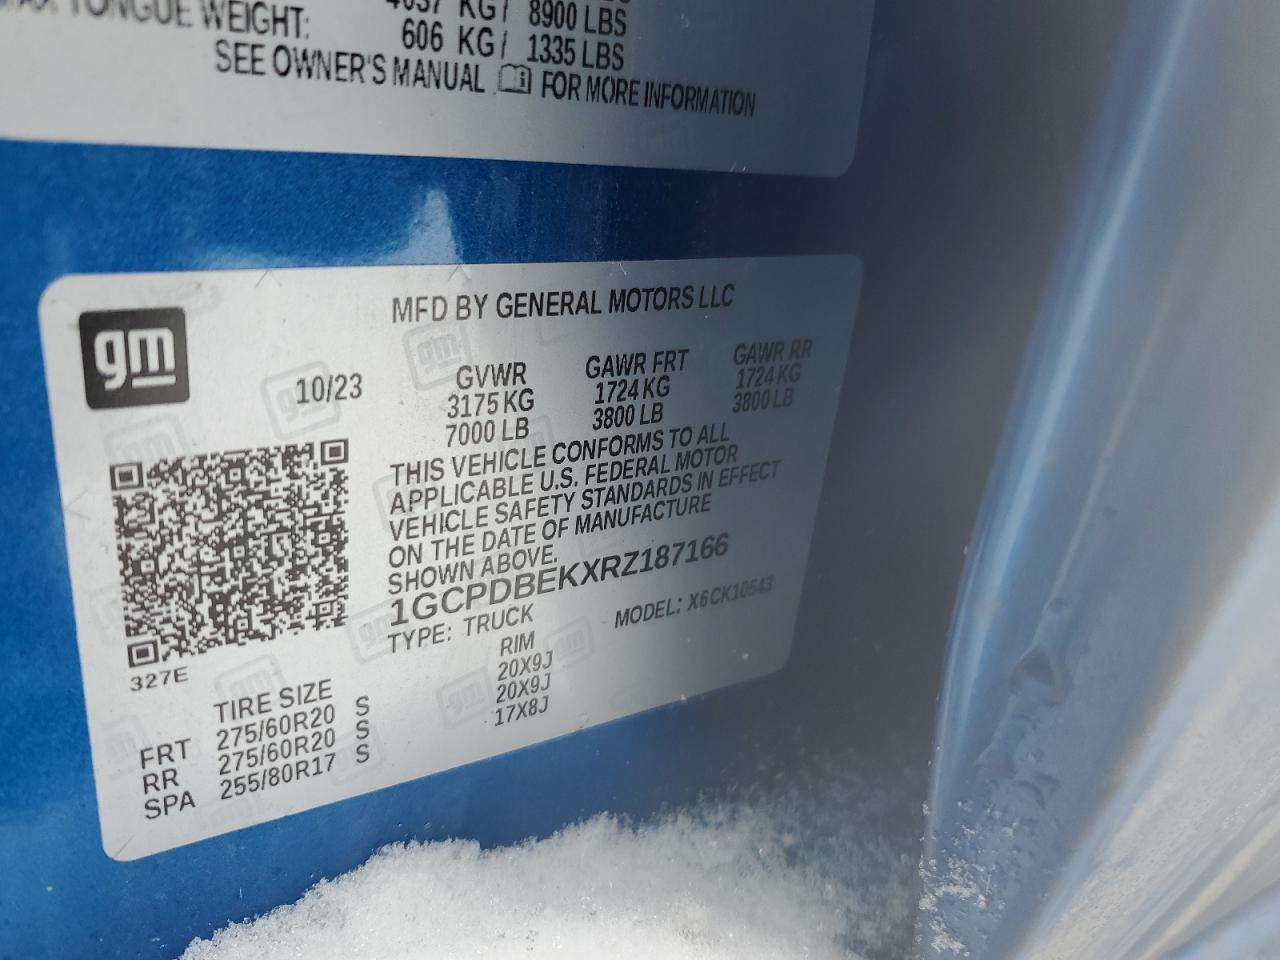 TONGUE WEIGHT:
KG/ 8900 LBS
606 KG/ 1335 LBS
SEE OWNER'S MANUAL FOR MORE INFORMATION
gm
MFD BY GENERAL MOTORS LLC
10/23
GVWR GAWR FRT GAWR RR
3175 KG 1724 KG 1724 KG
7000 LB 3800 LB 3800 LB
THIS VEHICLE CONFORMS TO ALL
APPLICABLE U.S. FEDERAL MOTOR
VEHICLE SAFETY STANDARDS IN EFFECT
ON THE DATE OF MANUFACTURE
SHOWN ABOVE.
1GCPDBEKXRZ187166
TYPE: TRUCK MODEL: X6CK10543
327E
TIRE SIZE RIM
FRT 275/60R20 S 20X9J
RR 275/60R20 S 20X9J
SPA 255/80R17 S 17X8J